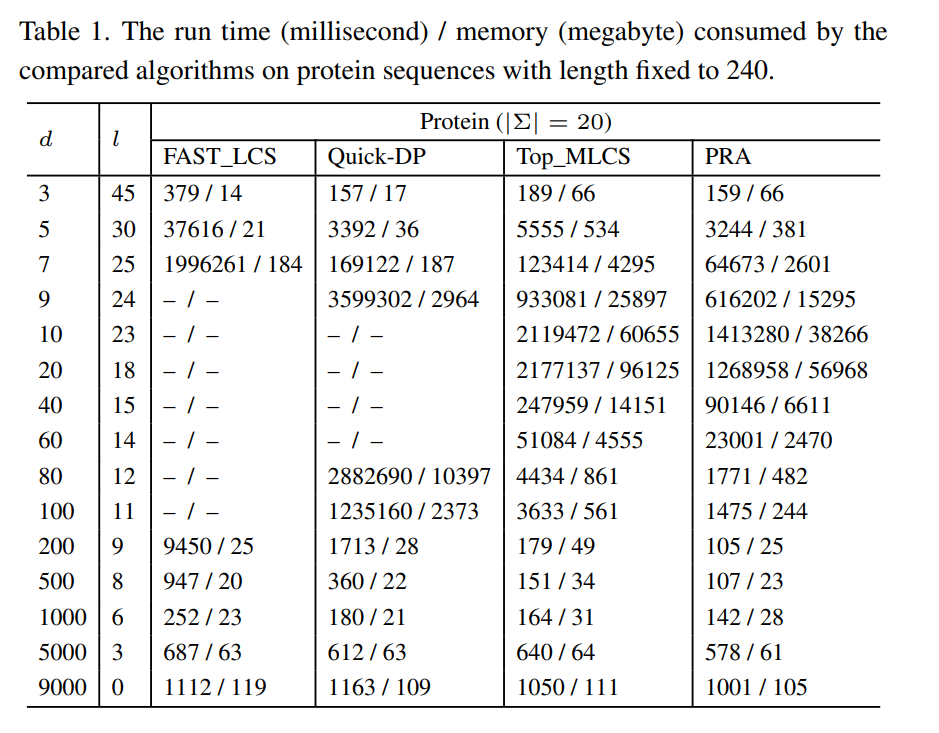 Table 1. The run time (millisecond) / memory (megabyte) consumed by the
compared algorithms on protein sequences with length fixed to 240.
d l Protein (|Σ| = 20)
FAST_LCS Quick-DP Top_MLCS PRA
3 45 379 / 14 157 / 17 189 / 66 159 / 66
5 30 37616 / 21 3392 / 36 5555 / 534 3244 / 381
7 25 1996261 / 184 169122 / 187 123414 / 4295 64673 / 2601
9 24 – / – 3599302 / 2964 933081 / 25897 616202 / 15295
10 23 – / – – / – 2119472 / 60655 1413280 / 38266
20 18 – / – – / – 2177137 / 96125 1268958 / 56968
40 15 – / – – / – 247959 / 14151 90146 / 6611
60 14 – / – – / – 51084 / 4555 23001 / 2470
80 12 – / – 2882690 / 10397 4434 / 861 1771 / 482
100 11 – / – 1235160 / 2373 3633 / 561 1475 / 244
200 9 9450 / 25 1713 / 28 179 / 49 105 / 25
500 8 947 / 20 360 / 22 151 / 34 107 / 23
1000 6 252 / 23 180 / 21 164 / 31 142 / 28
5000 3 687 / 63 612 / 63 640 / 64 578 / 61
9000 0 1112 / 119 1163 / 109 1050 / 111 1001 / 105